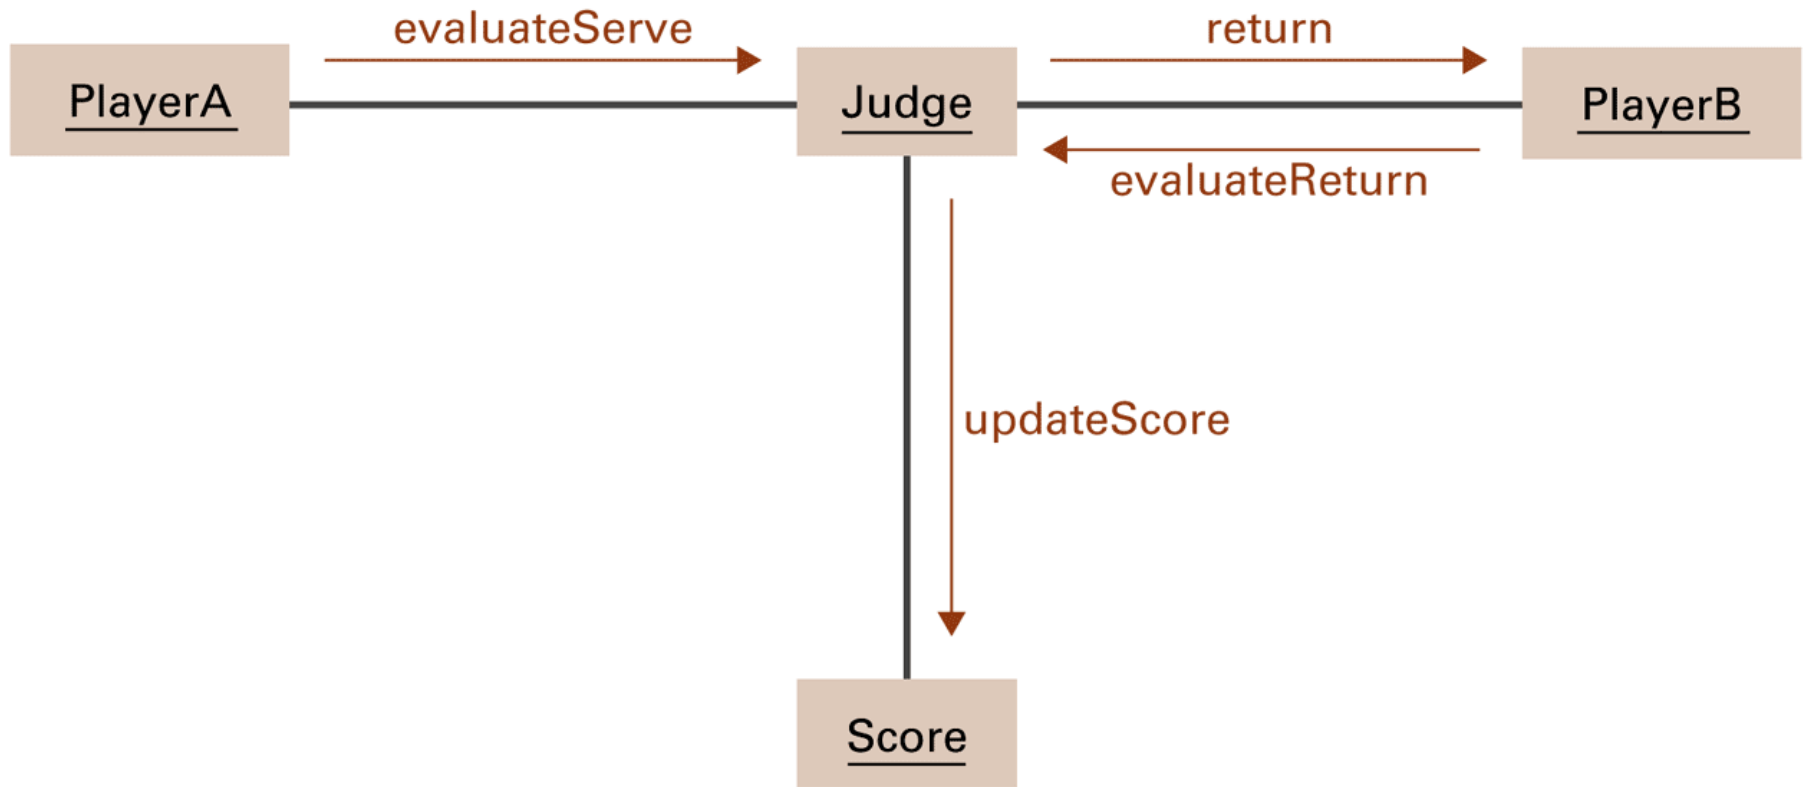 evaluateServe
return
PlayerA
Judge
PlayerB
evaluateReturn
updateScore
Score